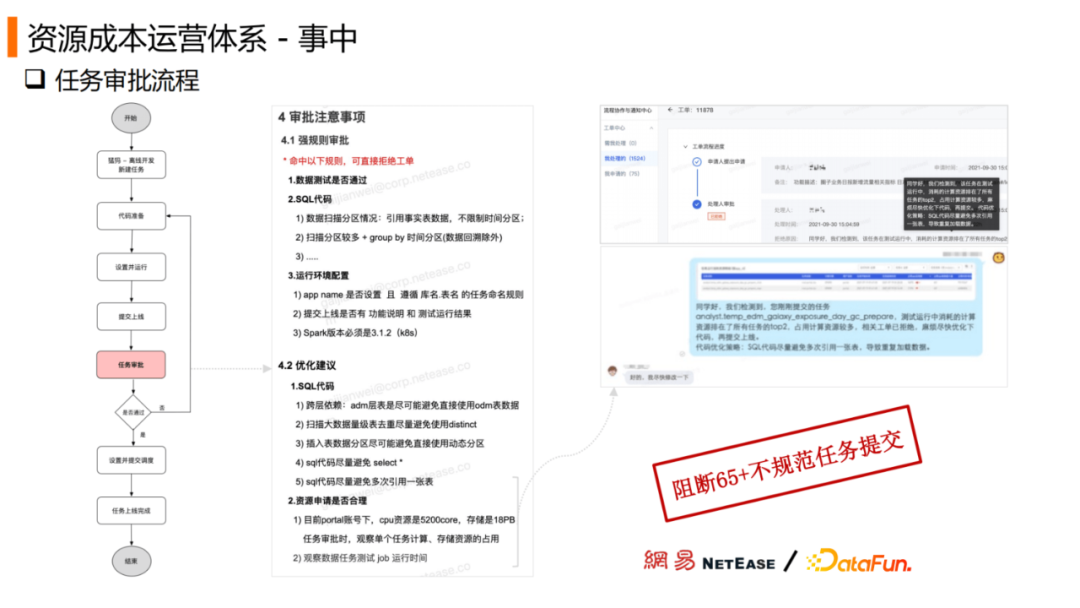 资源成本运营体系 - 事中
任务审批流程
开始
猛犸 – 离线开发
新建任务
代码准备
设置并运行
提交上线
任务审批
是否通过
否
是
设置并提交调度
任务上线完成
结束
4 审批注意事项
4.1 强规则审批
* 命中以下规则，可直接拒绝工单
1.数据测试是否通过
2.SQL代码
1) 数据扫描分区情况：引用事实表数据，不限制时间分区；
2) 扫描分区较多 + group by 时间分区(数据回溯除外)
3) .....
3.运行环境配置
1) app name 是否设置 且 遵循 库名.表名 的任务命名规则
2) 提交上线是否有 功能说明 和 测试运行结果
3) Spark版本必须是3.1.2（k8s）
4.2 优化建议
1.SQL代码
1) 跨层依赖：adm层表是尽可能避免直接使用odm表数据
2) 扫描大数据量级表去重尽量避免使用distinct
3) 插入表数据分区尽可能避免直接使用动态分区
4) sql代码尽量避免 select *
5) sql代码尽量避免多次引用一张表
2.资源申请是否合理
1) 目前portal账号下，cpu资源是5200core，存储是18PB
任务审批时，观察单个任务计算、存储资源的占用
2) 观察数据任务测试 job 运行时间
流程协作与通知中心
← 工单：11879
工单中心
我处理的（1524）
我申请的（75）
工单流程进度
申请人提出申请
申请人：
申请时间：2021-09-30 15:0
处理人审批
处理人：
处理时间：2021-09-30 15:04:59
同学好，我们检测到，该任务在测试
运行中，消耗的计算资源排在了所有
任务的top2，占用计算资源较多，麻
烦尽快优化下代码，再提交。代码优
化策略：SQL代码尽量避免多次引用
一张表，导致重复加载数据。
同学好，我们检测到，您刚刚提交的任务
analyst.temp_edm_galaxy_exposure_day_gc_prepare，测试运行中消耗的计算
资源排在了所有任务的top2，占用计算资源较多，相关工单已拒绝，麻烦尽快优化下
代码，再提交上线。
代码优化策略：SQL代码尽量避免多次引用一张表，导致重复加载数据。
好的，我尽快修改一下
阻断65+不规范任务提交
網易 NETEASE / DataFun.